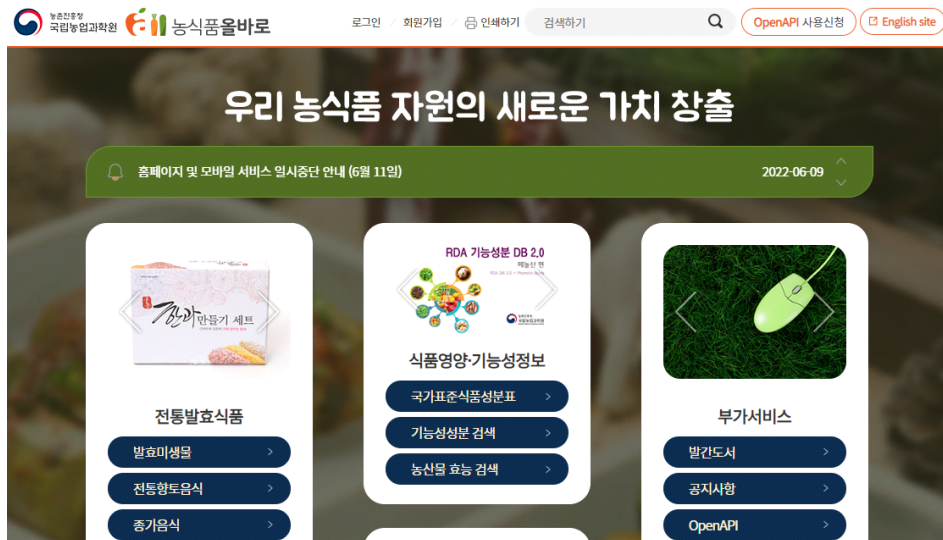 농촌진흥청
국립농업과학원
농식품올바로
로그인
회원가입
인쇄하기
검색하기
OpenAPI 사용신청
English site
우리 농식품 자원의 새로운 가치 창출
홈페이지 및 모바일 서비스 일시중단 안내 (6월 11일) 2022-06-09
한과만들기 세트
전통발효식품
발효미생물
전통향토음식
종가음식
RDA 기능성분 DB 2.0
국립농업과학원
식품영양·기능성정보
국가표준식품성분표
기능성성분 검색
농산물 효능 검색
부가서비스
발간도서
공지사항
OpenAPI